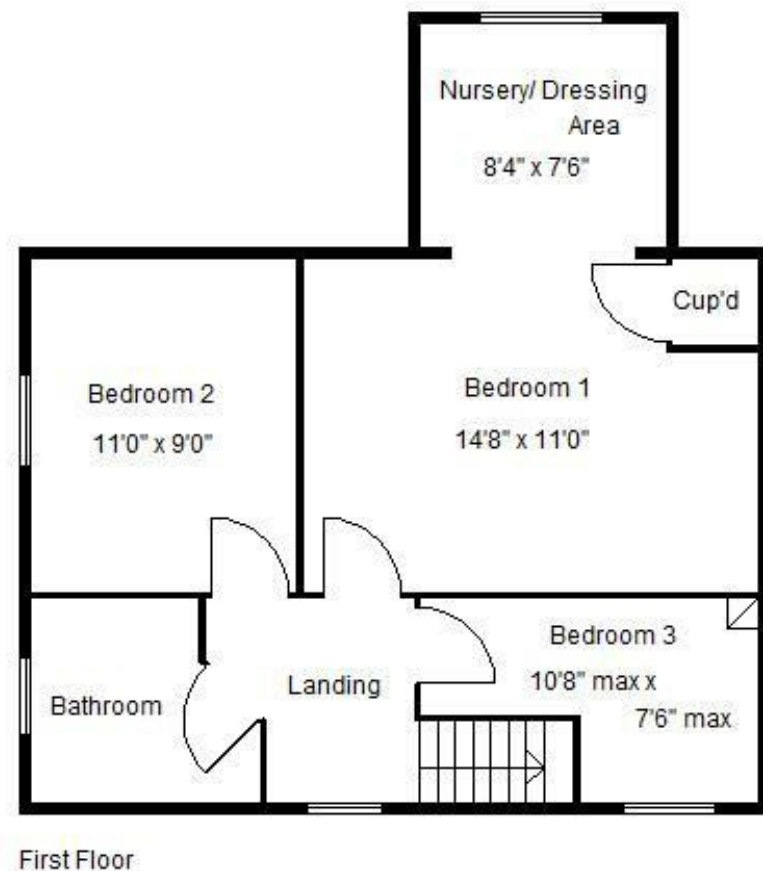 Nursery/ Dressing
Area
8'4" x 7'6"
Cup'd
Bedroom 2
11'0" x 9'0"
Bedroom 1
14'8" x 11'0"
Bedroom 3
10'8" max x
7'6" max
Landing
Bathroom
First Floor